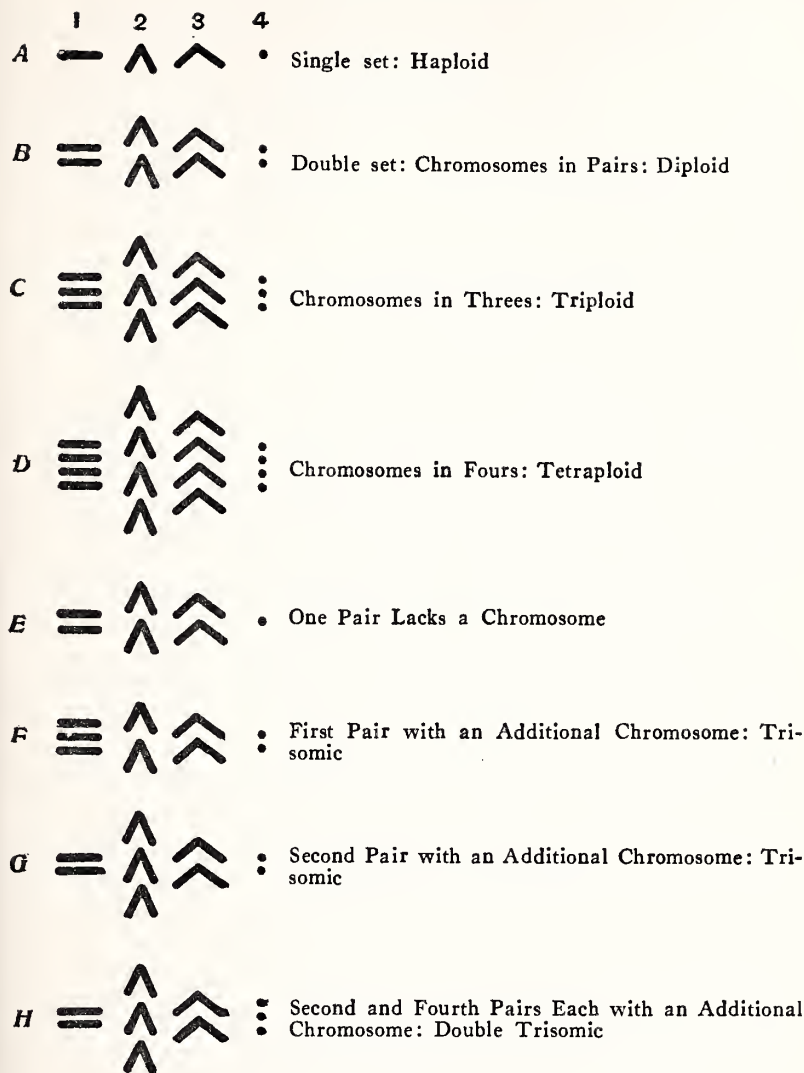 1 2 3 4
A Single set: Haploid
B Double set: Chromosomes in Pairs: Diploid
C Chromosomes in Threes: Triploid
D Chromosomes in Fours: Tetraploid
E One Pair Lacks a Chromosome
F First Pair with an Additional Chromosome: Tri-
somic
G Second Pair with an Additional Chromosome: Tri-
somic
H Second and Fourth Pairs Each with an Additional
Chromosome: Double Trisomic